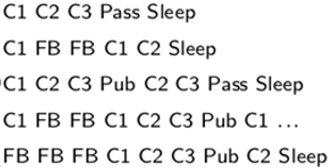 C1 C2 C3 Pass Sleep
C1 FB FB C1 C2 Sleep
C1 C2 C3 Pub C2 C3 Pass Sleep
C1 FB FB C1 C2 C3 Pub C1 ...
FB FB FB C1 C2 C3 Pub C2 Sleep